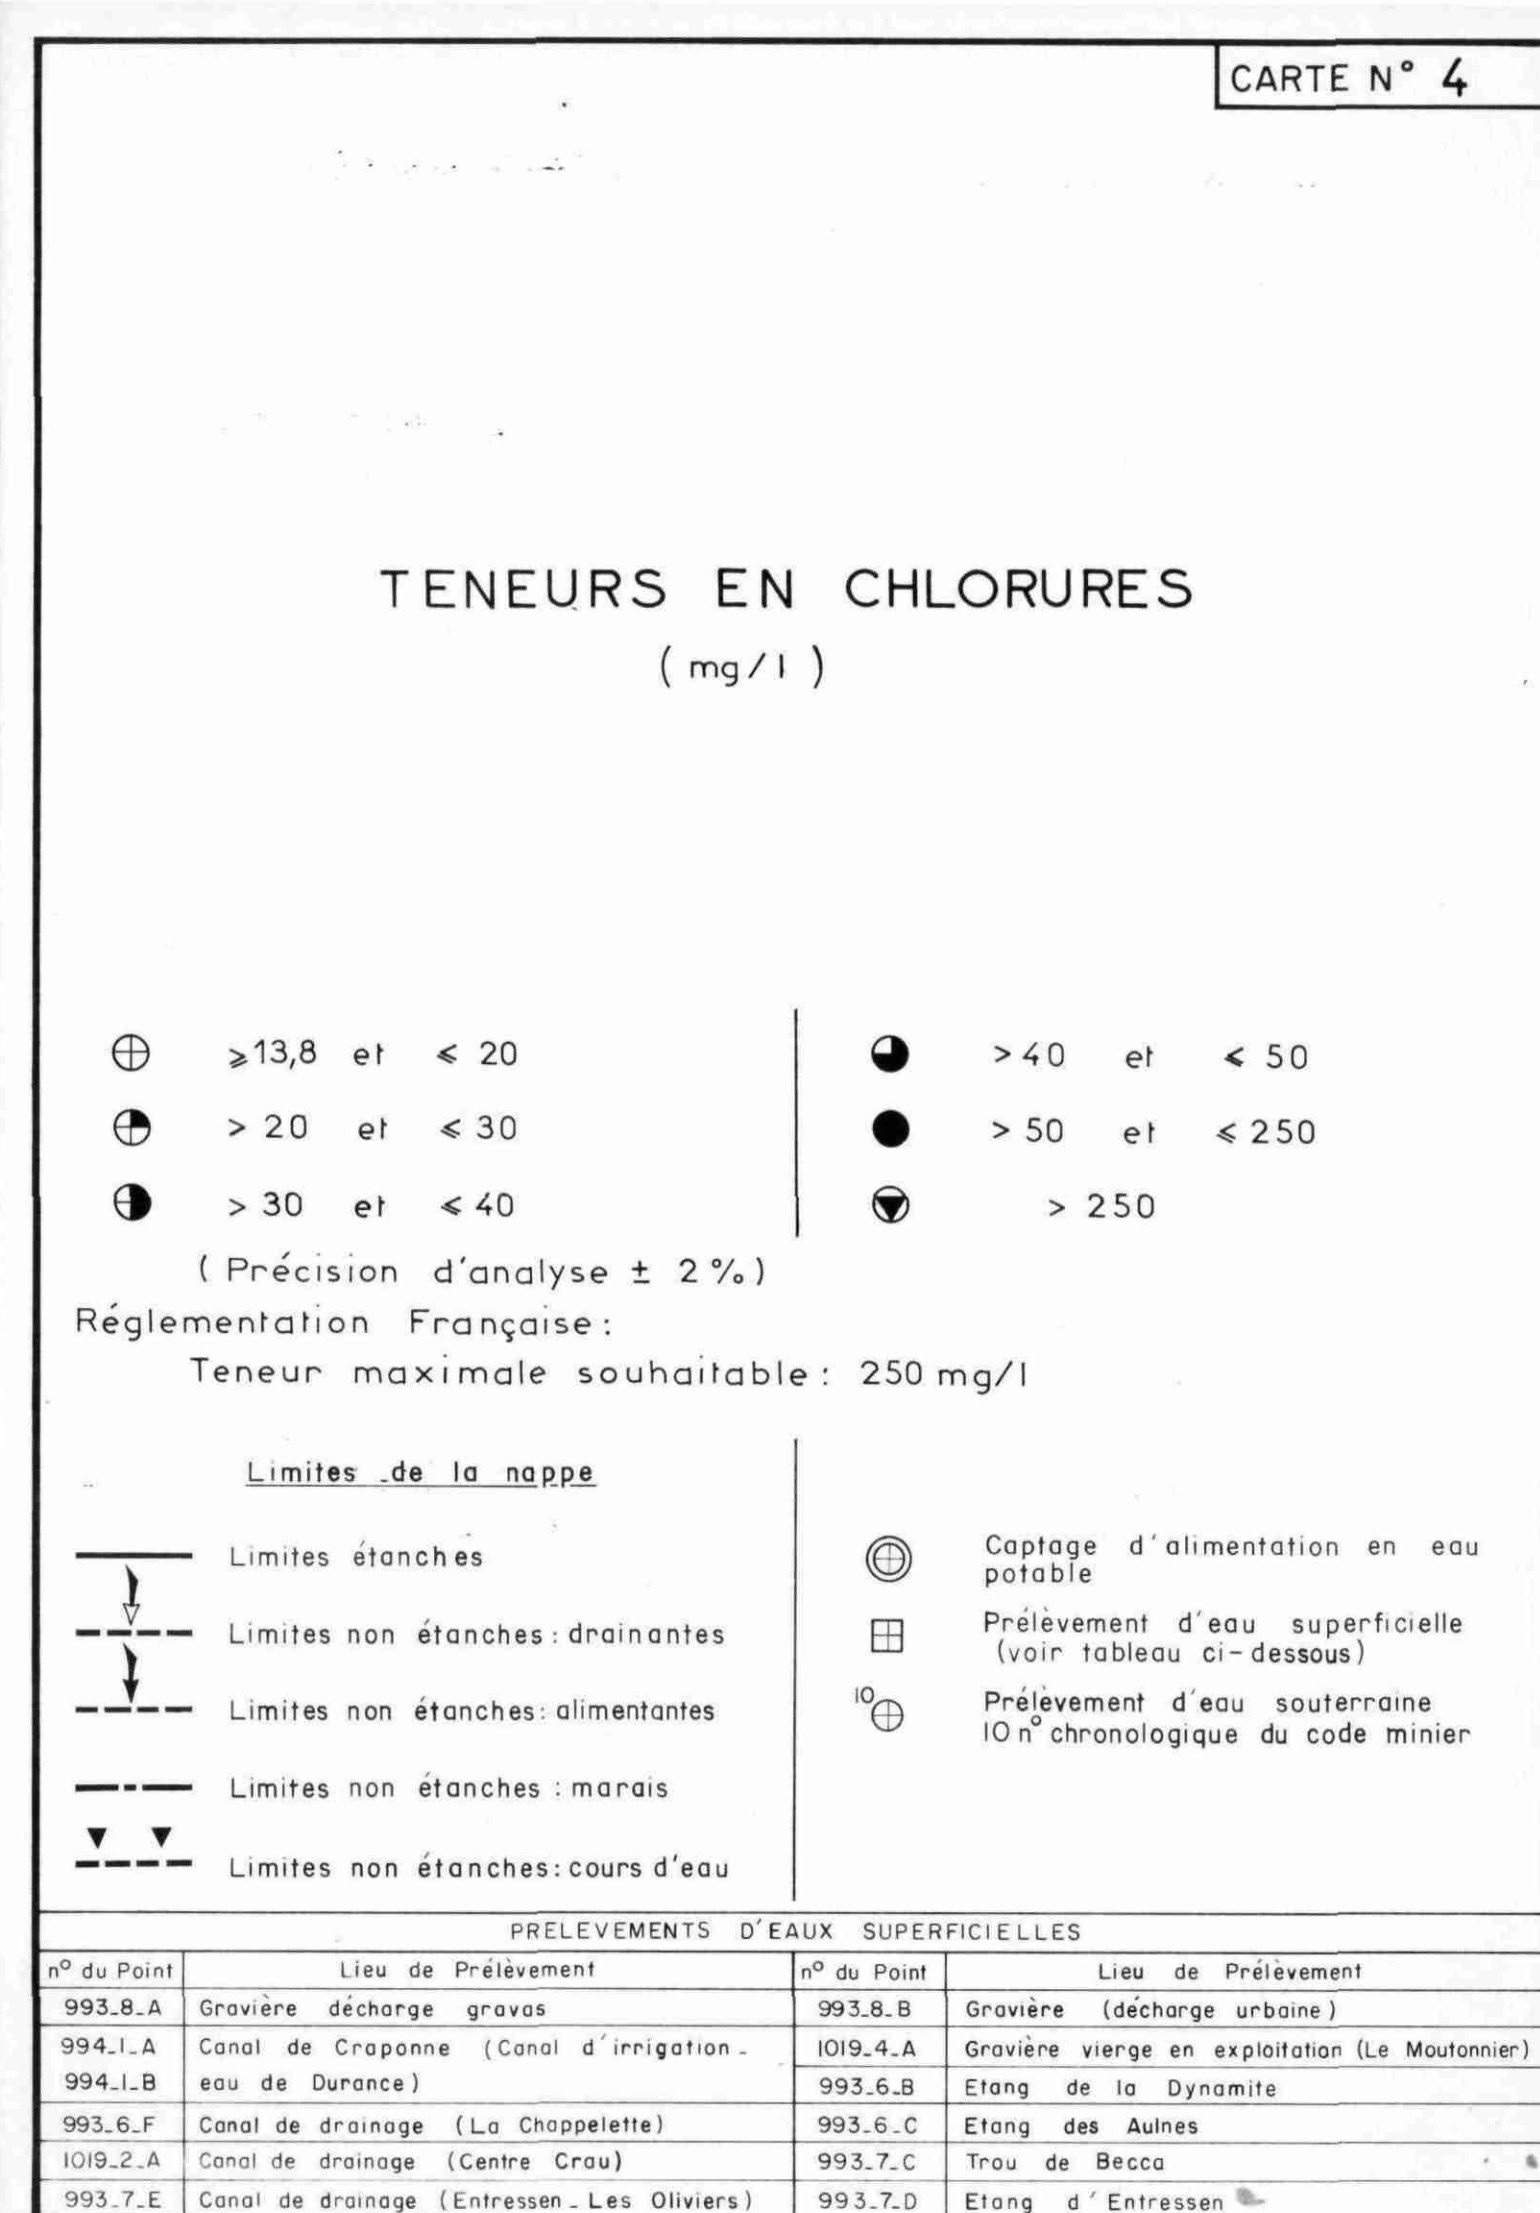 CARTE N° 4
TENEURS EN CHLORURES
( mg/l )
⩾13,8 et ⩽ 20
> 20 et ⩽ 30
> 30 et ⩽ 40
>40 et ⩽ 50
> 50 et ⩽ 250
> 250
( Précision d'analyse ± 2 % )
Réglementation Française :
Teneur maximale souhaitable : 250 mg/l
Limites de la nappe
Limites étanches
Limites non étanches : drainantes
Limites non étanches : alimentantes
Limites non étanches : marais
Limites non étanches : cours d'eau
Captage d'alimentation en eau
potable
Prélèvement d'eau superficielle
(voir tableau ci-dessous)
10
Prélèvement d'eau souterraine
10 n° chronologique du code minier
PRELEVEMENTS D'EAUX SUPERFICIELLES
n° du Point Lieu de Prélèvement n° du Point Lieu de Prélèvement
993_8_A Gravière décharge gravas 993_8_B Gravière (décharge urbaine)
994_1_A Canal de Craponne (Canal d'irrigation_ 1019_4_A Gravière vierge en exploitation (Le Moutonnier)
994_1_B eau de Durance) 993_6_B Etang de la Dynamite
993_6_F Canal de drainage (La Chappelette) 993_6_C Etang des Aulnes
1019_2_A Canal de drainage (Centre Crau) 993_7_C Trou de Becca
993_7_E Canal de drainage (Entressen _ Les Oliviers) 993_7_D Etang d'Entressen